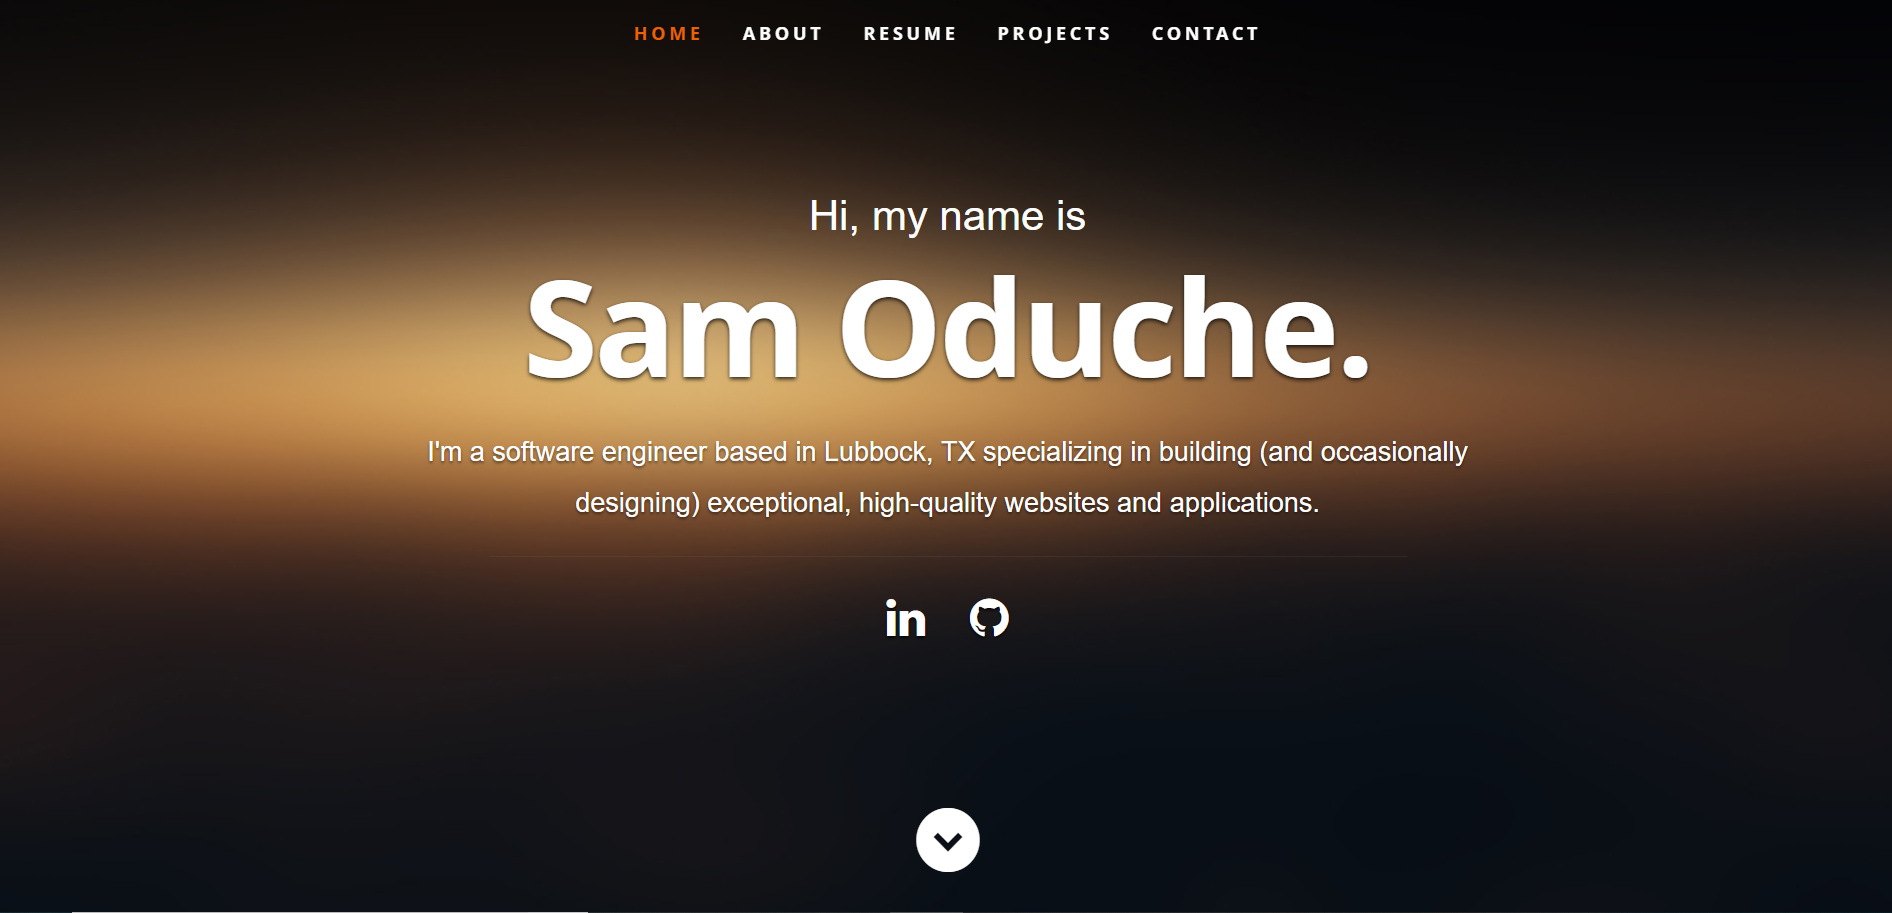 HOME ABOUT RESUME PROJECTS CONTACT
Hi, my name is
Sam Oduche.
I'm a software engineer based in Lubbock, TX specializing in building (and occasionally
designing) exceptional, high-quality websites and applications.
in